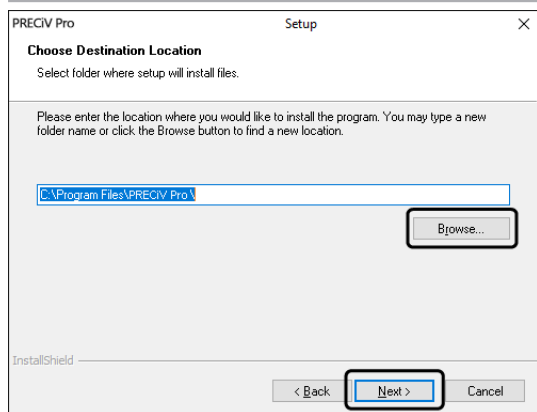 PRECiV Pro Setup
Choose Destination Location
Select folder where setup will install files.
Please enter the location where you would like to install the program. You may type a new
folder name or click the Browse button to find a new location.
C:\Program Files\PRECiV Pro\
Browse...
InstallShield
< Back Next > Cancel